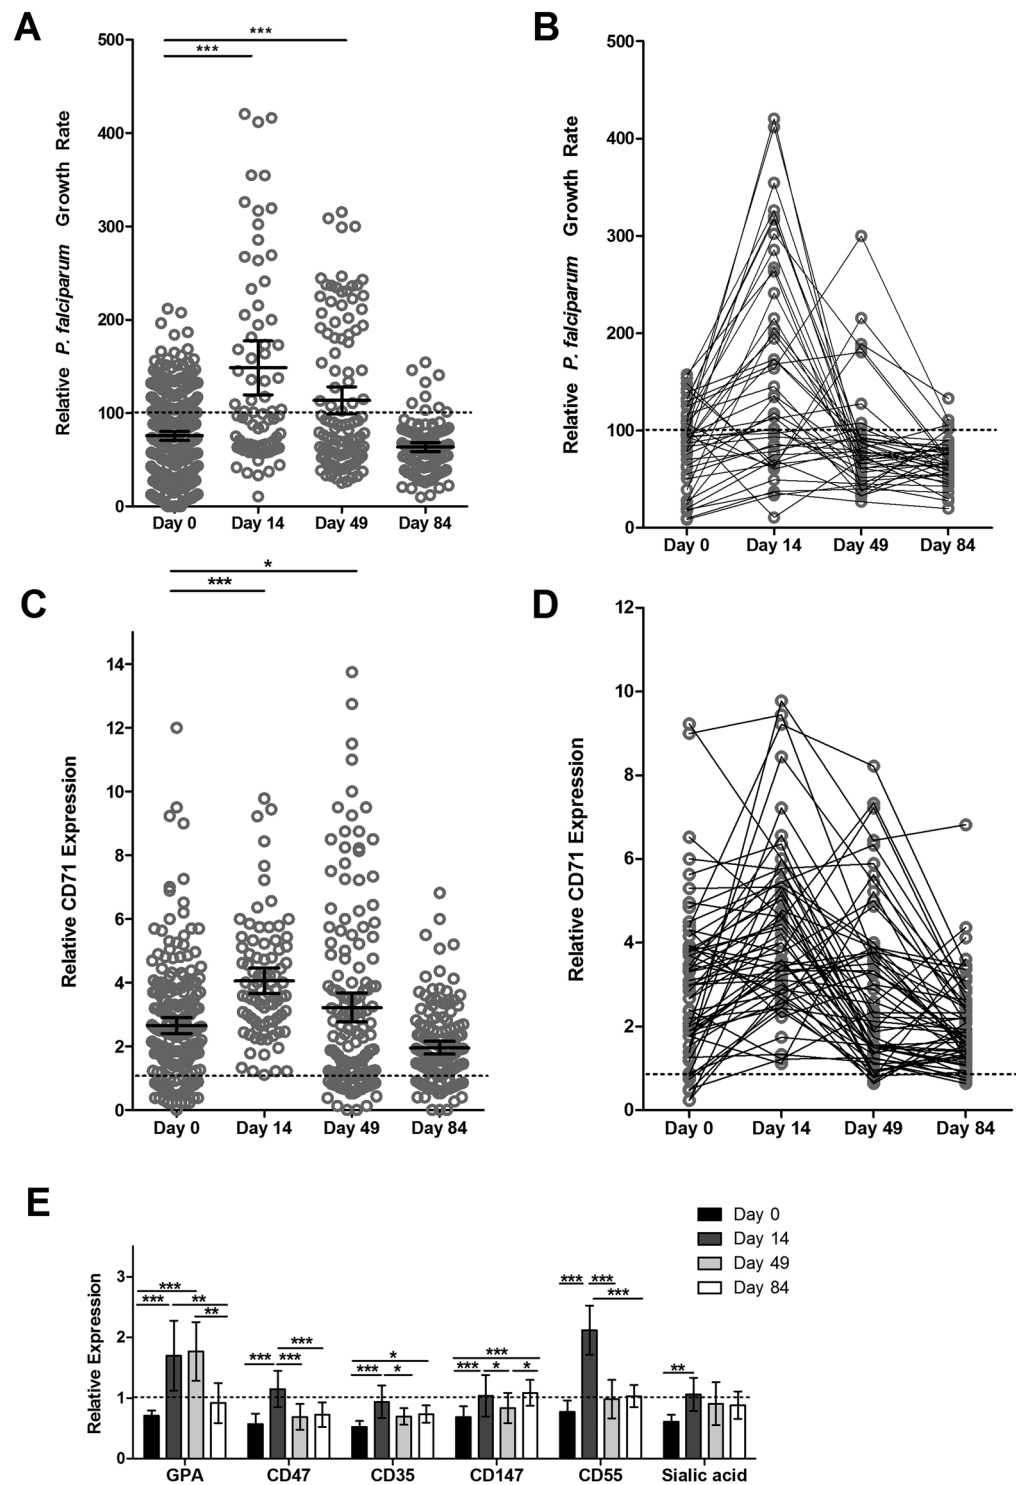 A
***
***
500
400
300
200
100
0
Relative P. falciparum Growth Rate
Day 0 Day 14 Day 49 Day 84
B
500
400
300
200
100
0
Relative P. falciparum Growth Rate
Day 0 Day 14 Day 49 Day 84
C
*
***
14
12
10
8
6
4
2
0
Relative CD71 Expression
Day 0 Day 14 Day 49 Day 84
D
12
10
8
6
4
2
0
Relative CD71 Expression
Day 0 Day 14 Day 49 Day 84
E
Day 0
Day 14
Day 49
Day 84
3
2
1
0
Relative Expression
***
*** **
**
***
*** ***
*
*** *
***
*** * *
*** ***
***
**
GPA CD47 CD35 CD147 CD55 Sialic acid